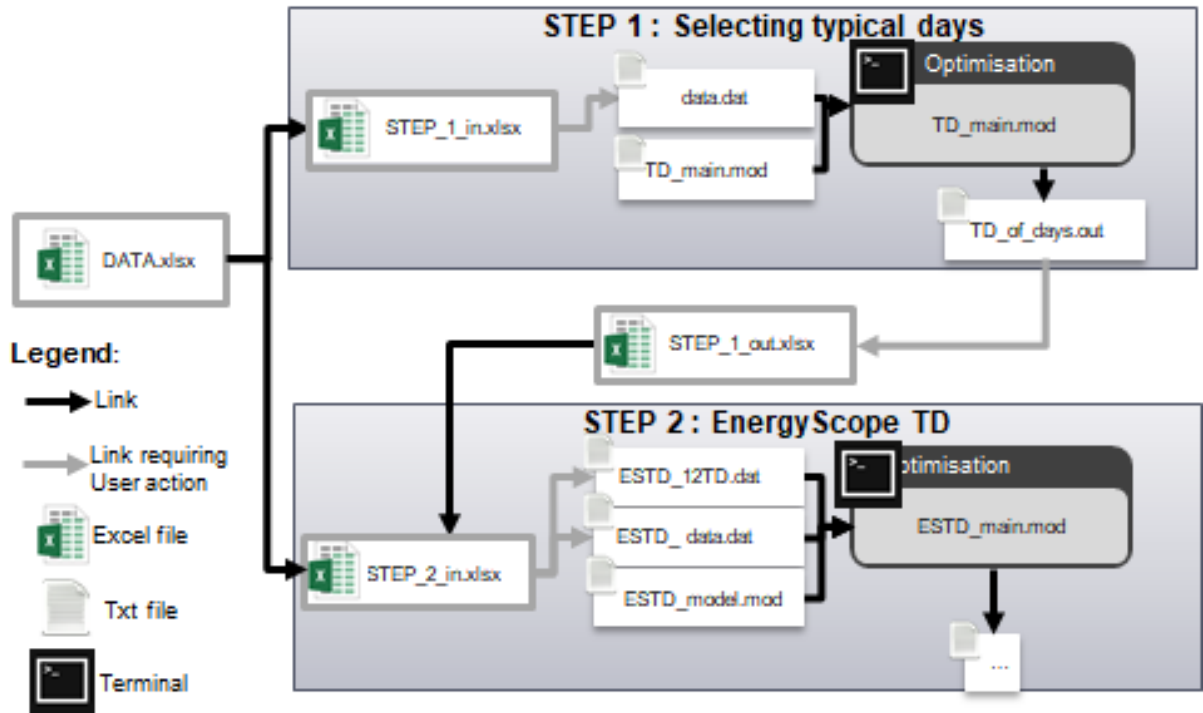 STEP 1 : Selecting typical days
>_
Optimisation
data.dat
STEP_1_in.xlsx
TD_main.mod
TD_main.mod
TD_of_days.out
DATA.xlsx
STEP_1_out.xlsx
Legend:
Link
Link requiring
User action
Excel file
Txt file
>_
Terminal
STEP 2 : EnergyScope TD
>_
ptimisation
ESTD_12TD.dat
ESTD_ data.dat
ESTD_main.mod
STEP_2_in.xlsx
ESTD_model.mod
...